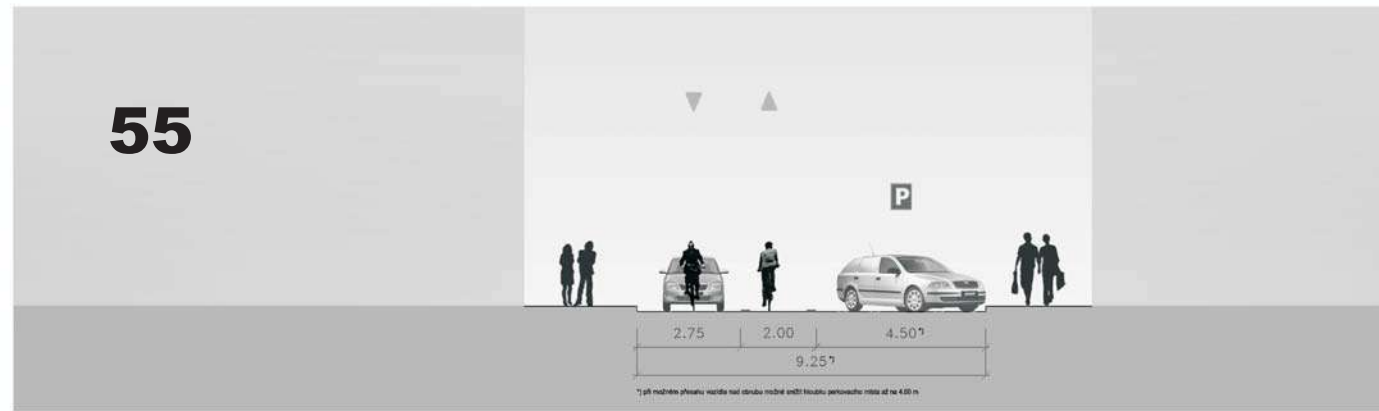 55
P
2.75 2.00 4.50*)
9.25*)
*) při možném přesahu vozidla nad obrubu možné snížit hloubku parkovacího místa až na 4.00 m